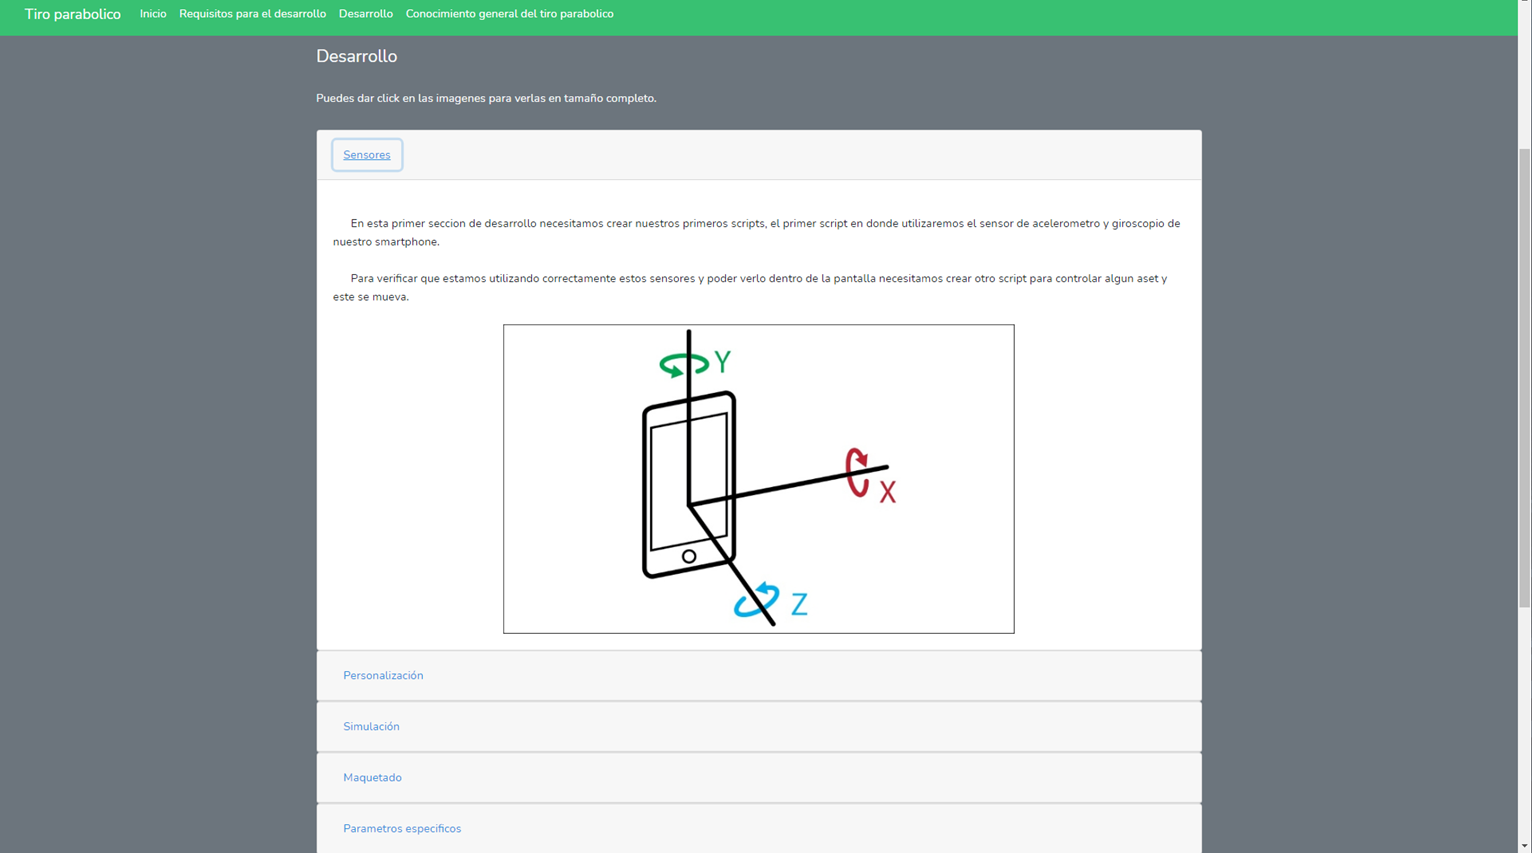 Tiro parabolico Inicio Requisitos para el desarrollo Desarrollo Conocimiento general del tiro parabolico
Desarrollo
Puedes dar click en las imagenes para verlas en tamaño completo.
Sensores
En esta primer seccion de desarrollo necesitamos crear nuestros primeros scripts, el primer script en donde utilizaremos el sensor de acelerometro y giroscopio de
nuestro smartphone.
Para verificar que estamos utilizando correctamente estos sensores y poder verlo dentro de la pantalla necesitamos crear otro script para controlar algun aset y
este se mueva.
Y
X
Z
Personalización
Simulación
Maquetado
Parametros especificos